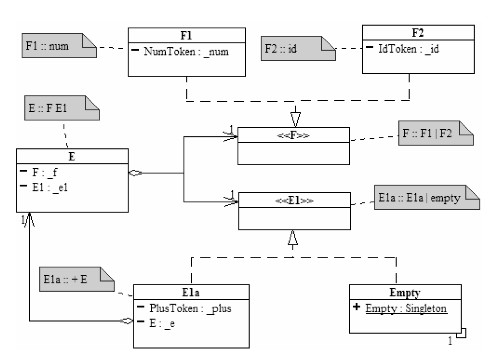 F1
F1 :: num
− NumToken : _num
F2
F2 :: id
− IdToken : _id
E :: F E1
1
<<F>>
F :: F1 | F2
E
− F : _f
− E1 : _e1
1
<<E1>>
E1a :: E1a | empty
1
E1a :: + E
E1a
− PlusToken : _plus
− E : _e
Empty
+ Empty : Singleton
1